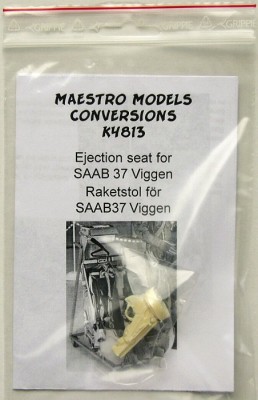 MAESTRO MODELS
CONVERSIONS
K4813
Ejection seat for
SAAB 37 Viggen
Raketstol för
SAAB37 Viggen